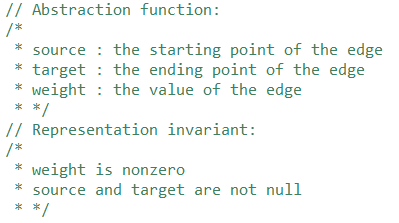 // Abstraction function:
/*
 * source : the starting point of the edge
 * target : the ending point of the edge
 * weight : the value of the edge
 * */
// Representation invariant:
/*
 * weight is nonzero
 * source and target are not null
 * */